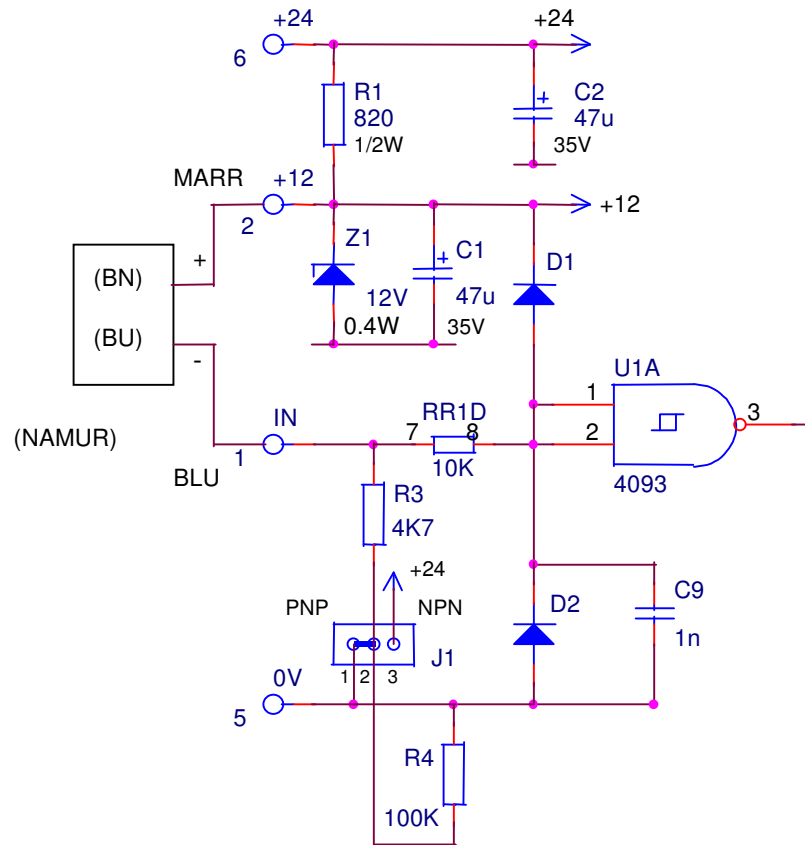 +24
+24
6
R1
820
1/2W
C2
+
47u
35V
MARR
+12
2
+12
Z1
12V
0.4W
C1
+
47u
35V
D1
(BN)
+
(BU)
-
(NAMUR)
IN
1
BLU
7
RR1D
8
10K
U1A
1
2
3
4093
R3
4K7
+24
PNP
NPN
J1
1
2
3
D2
C9
1n
0V
5
R4
100K